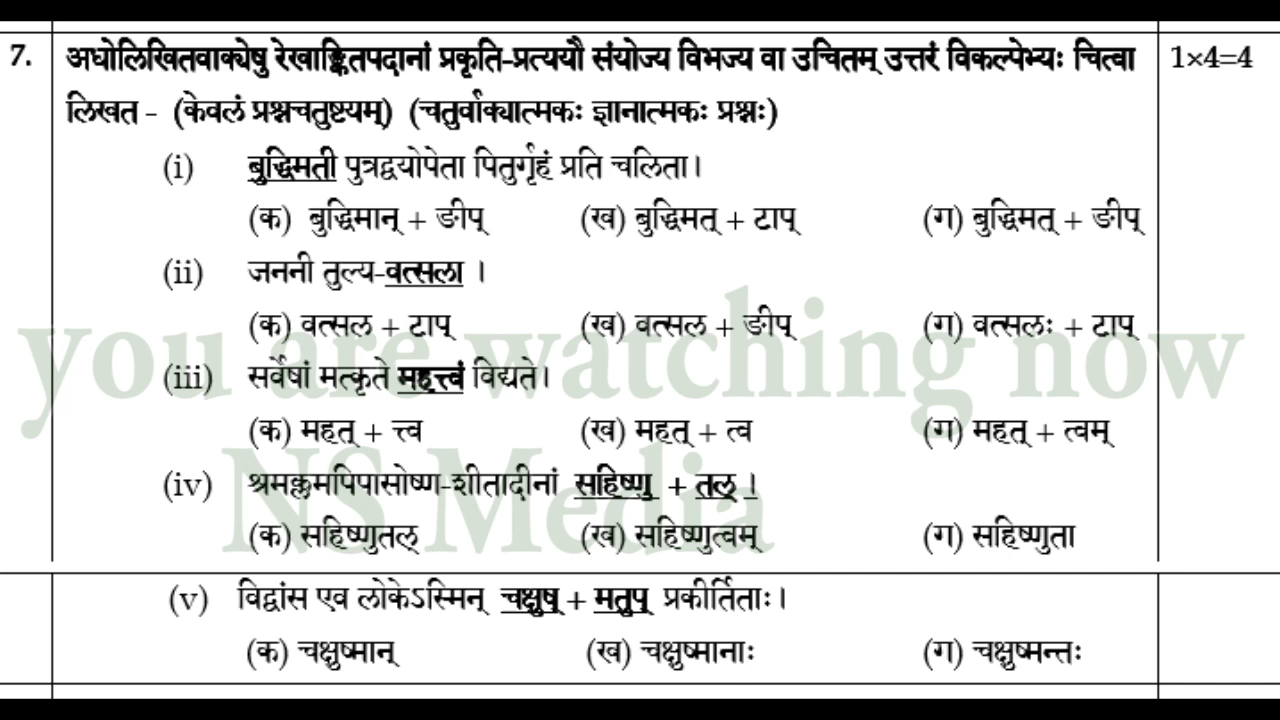 7. अधोलिखितवाक्येषु रेखाङ्कितपदानां प्रकृति-प्रत्ययौ संयोज्य विभज्य वा उचितम् उत्तरं विकल्पेभ्यः चित्वा 1×4=4
लिखत - (केवलं प्रश्नचतुष्टयम्) (चतुर्वाक्यात्मकः ज्ञानात्मकः प्रश्नः)
(i) बुद्धिमती पुत्रद्वयोपेता पितुर्गृहं प्रति चलिता।
(क) बुद्धिमान् + ङीप् (ख) बुद्धिमत् + टाप् (ग) बुद्धिमत् + ङीप्
(ii) जननी तुल्य-वत्सला ।
(क) वत्सल + टाप् (ख) वत्सल + ङीप् (ग) वत्सलः + टाप्
you are watching now
(iii) सर्वेषां मत्कृते महत्त्वं विद्यते।
(क) महत् + त्त्व (ख) महत् + त्व (ग) महत् + त्वम्
NS Media
(iv) श्रमक्लमपिपासोष्ण-शीतादीनां सहिष्णु + तल् ।
(क) सहिष्णुतल् (ख) सहिष्णुत्वम् (ग) सहिष्णुता
(v) विद्वांस एव लोकेऽस्मिन् चक्षुष् + मतुप् प्रकीर्तिताः।
(क) चक्षुष्मान् (ख) चक्षुष्मानाः (ग) चक्षुष्मन्तः